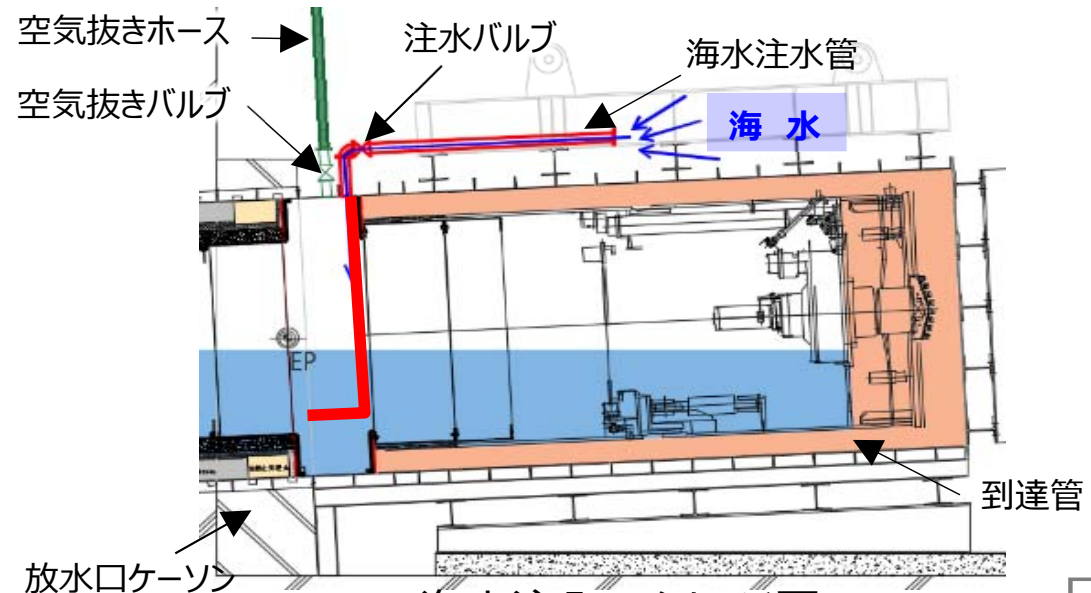 空気抜きホース
注水バルブ
海水注水管
空気抜きバルブ
海 水
EP
到達管
放水口ケーソン